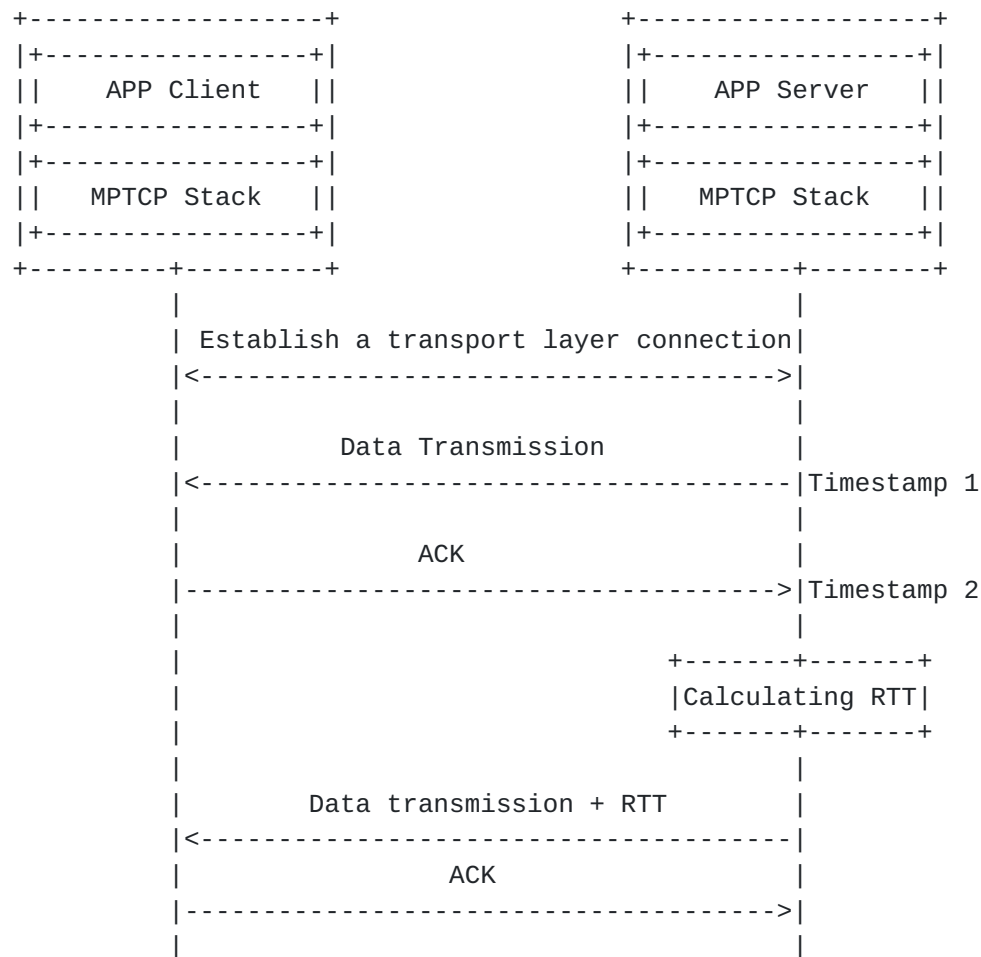 APP Client APP Server
MPTCP Stack MPTCP Stack
Establish a transport layer connection
Data Transmission
Timestamp 1
ACK
Timestamp 2
Calculating RTT
Data transmission + RTT
ACK